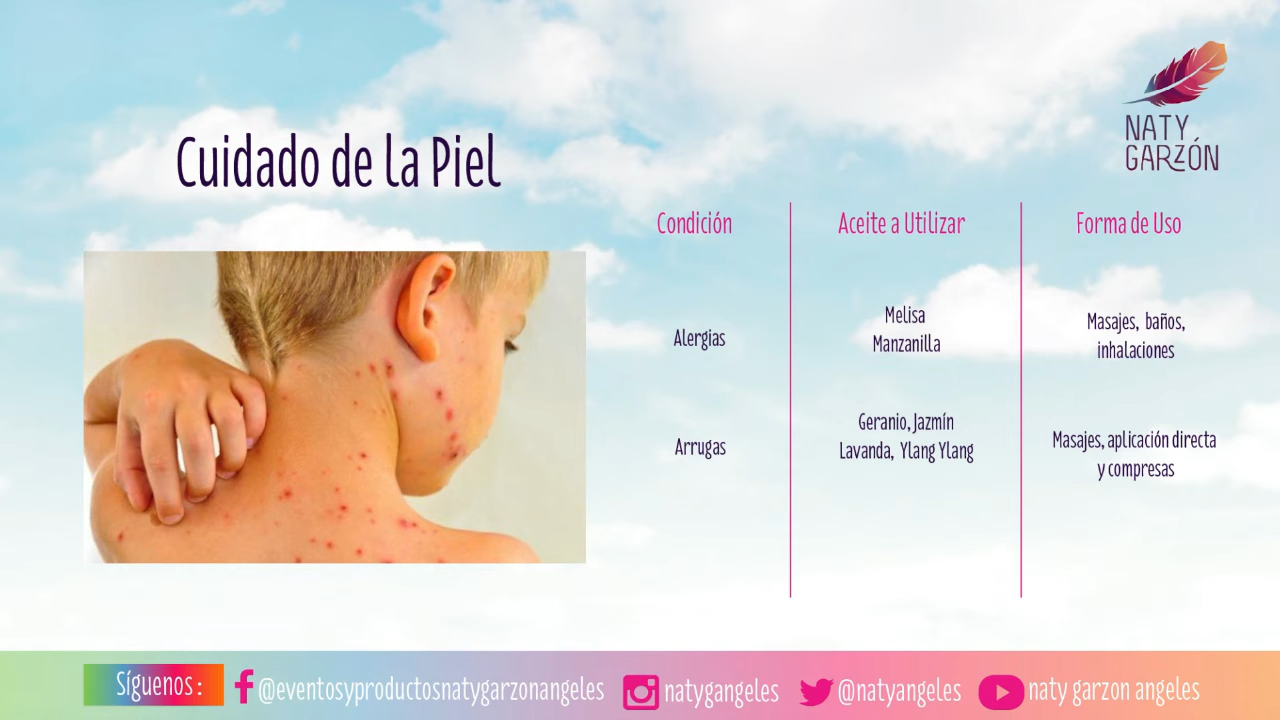 NATY
GARZÓN
Cuidado de la Piel
Condición
Aceite a Utilizar
Forma de Uso
Alergias
Melisa
Manzanilla
Masajes, baños,
inhalaciones
Arrugas
Geranio, Jazmín
Lavanda, Ylang Ylang
Masajes, aplicación directa
y compresas
Síguenos :
@eventosyproductosnatygarzonangeles
natygangeles
@natyangeles
naty garzon angeles